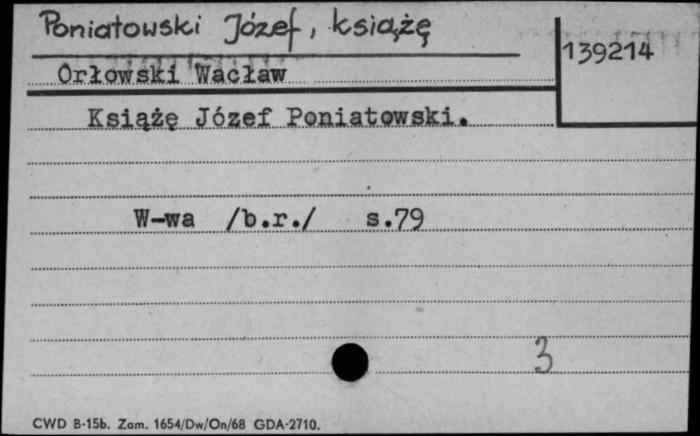 Poniatowski Józef, książę
139214
Orłowski Wacław
Książę Józef Poniatowski.
W-wa /b.r./ s.79
3
CWD B-15b. Zam. 1654/Dw/On/68 GDA-2710.